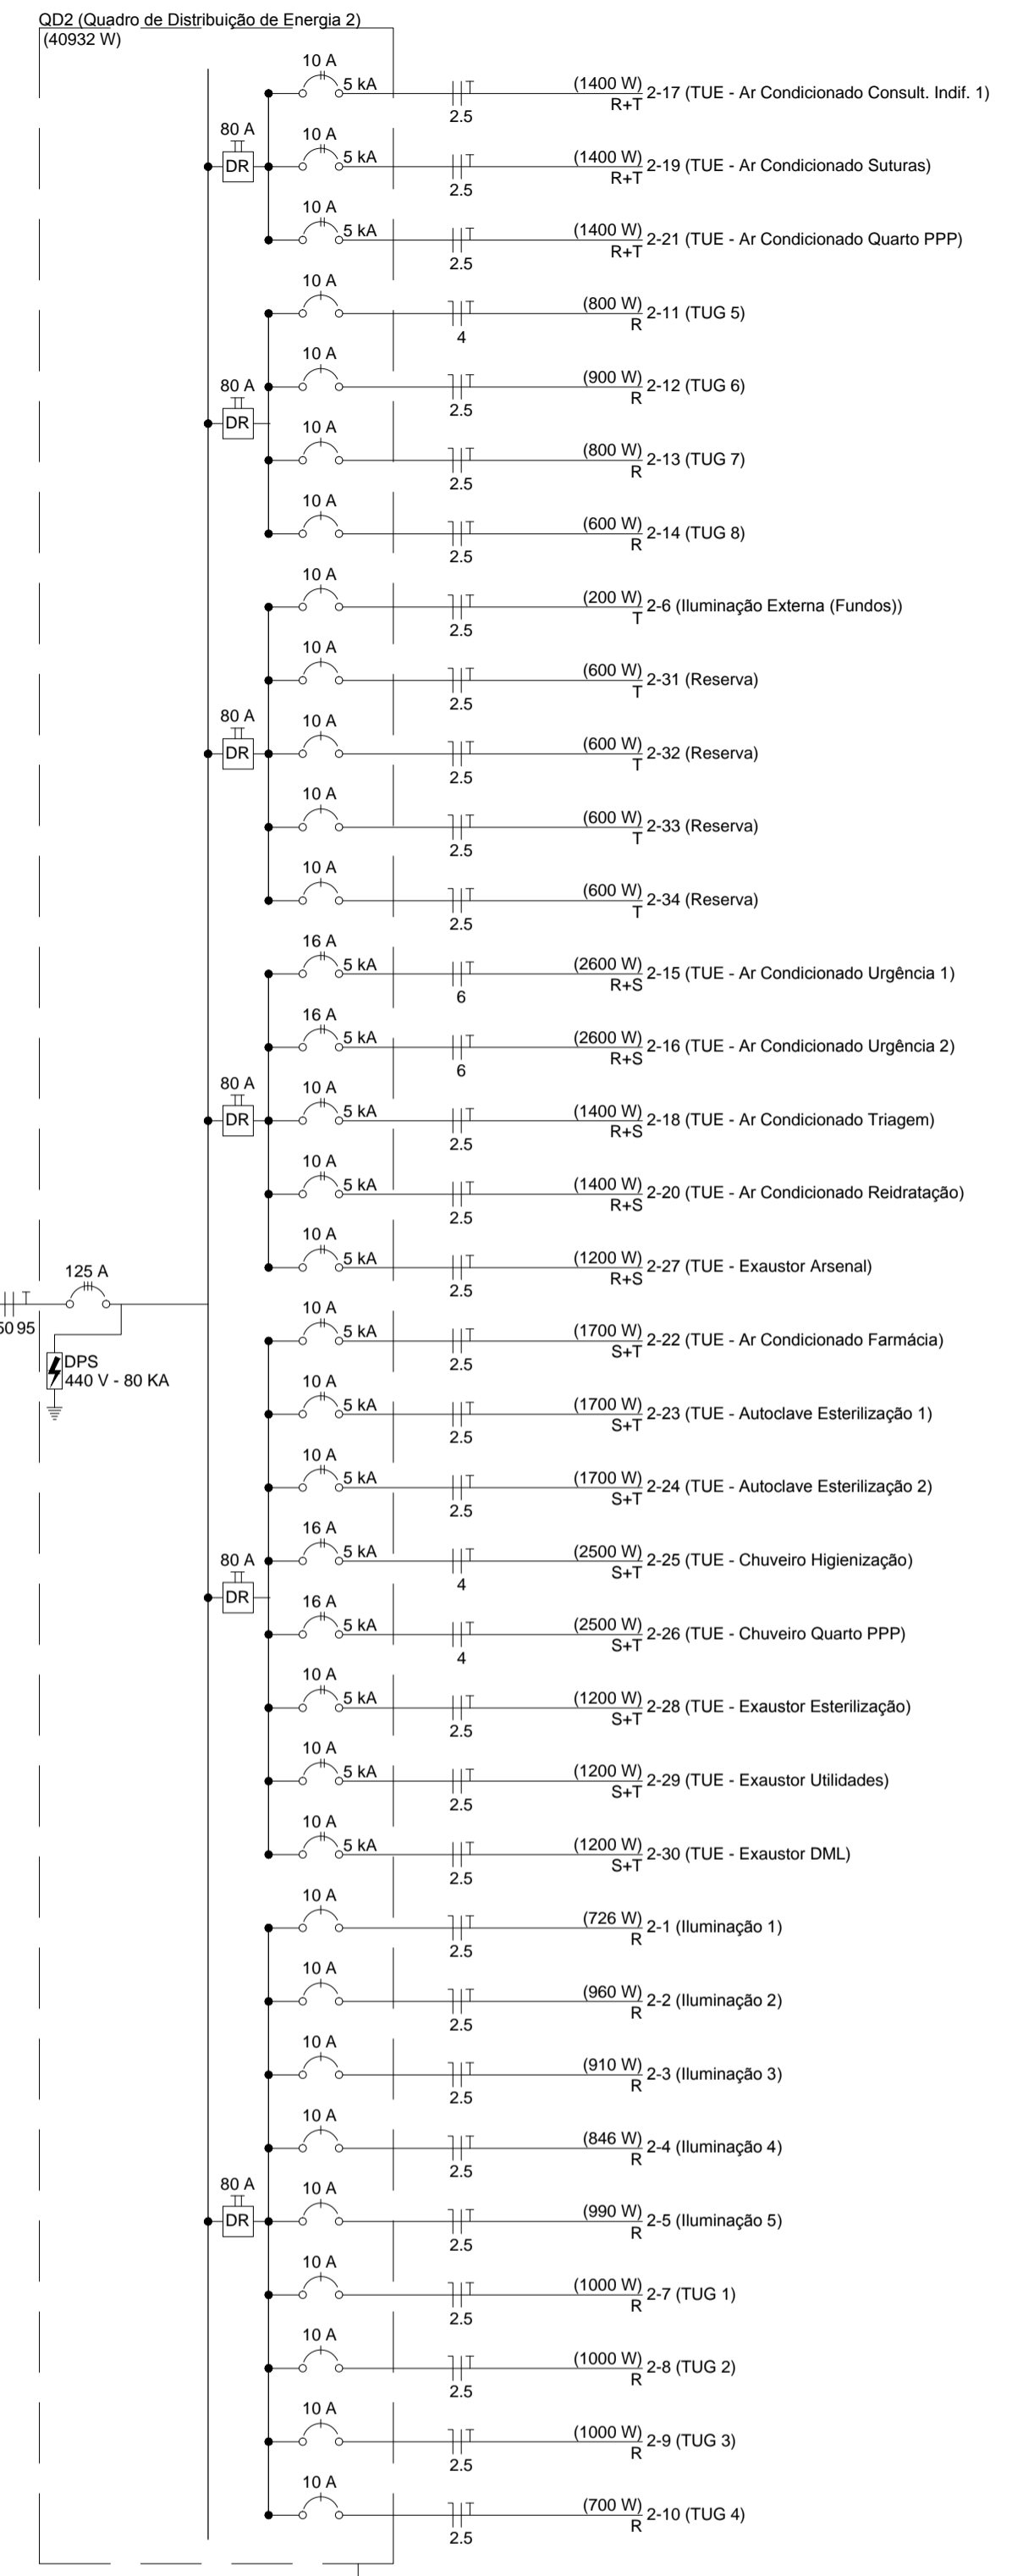 QD2 (Quadro de Distribuição de Energia 2)
(40932 W)
10 A
5 kA
2.5
(1400 W)
R+T
2-17 (TUE - Ar Condicionado Consult. Indif. 1)
80 A
DR
10 A
5 kA
2.5
(1400 W)
R+T
2-19 (TUE - Ar Condicionado Suturas)
10 A
5 kA
2.5
(1400 W)
R+T
2-21 (TUE - Ar Condicionado Quarto PPP)
10 A
4
(800 W)
R
2-11 (TUG 5)
10 A
2.5
(900 W)
R
2-12 (TUG 6)
80 A
DR
10 A
2.5
(800 W)
R
2-13 (TUG 7)
10 A
2.5
(600 W)
R
2-14 (TUG 8)
10 A
2.5
(200 W)
T
2-6 (Iluminação Externa (Fundos))
10 A
2.5
(600 W)
T
2-31 (Reserva)
80 A
DR
10 A
2.5
(600 W)
T
2-32 (Reserva)
10 A
2.5
(600 W)
T
2-33 (Reserva)
10 A
2.5
(600 W)
T
2-34 (Reserva)
16 A
5 kA
6
(2600 W)
R+S
2-15 (TUE - Ar Condicionado Urgência 1)
16 A
5 kA
6
(2600 W)
R+S
2-16 (TUE - Ar Condicionado Urgência 2)
80 A
DR
10 A
5 kA
2.5
(1400 W)
R+S
2-18 (TUE - Ar Condicionado Triagem)
10 A
5 kA
2.5
(1400 W)
R+S
2-20 (TUE - Ar Condicionado Reidratação)
10 A
5 kA
2.5
(1200 W)
R+S
2-27 (TUE - Exaustor Arsenal)
125 A
T
95
DPS
440 V - 80 KA
10 A
5 kA
2.5
(1700 W)
S+T
2-22 (TUE - Ar Condicionado Farmácia)
10 A
5 kA
2.5
(1700 W)
S+T
2-23 (TUE - Autoclave Esterilização 1)
10 A
5 kA
2.5
(1700 W)
S+T
2-24 (TUE - Autoclave Esterilização 2)
16 A
5 kA
4
(2500 W)
S+T
2-25 (TUE - Chuveiro Higienização)
80 A
DR
16 A
5 kA
4
(2500 W)
S+T
2-26 (TUE - Chuveiro Quarto PPP)
10 A
5 kA
2.5
(1200 W)
S+T
2-28 (TUE - Exaustor Esterilização)
10 A
5 kA
2.5
(1200 W)
S+T
2-29 (TUE - Exaustor Utilidades)
10 A
5 kA
2.5
(1200 W)
S+T
2-30 (TUE - Exaustor DML)
10 A
2.5
(726 W)
R
2-1 (Iluminação 1)
10 A
2.5
(960 W)
R
2-2 (Iluminação 2)
10 A
2.5
(910 W)
R
2-3 (Iluminação 3)
10 A
2.5
(846 W)
R
2-4 (Iluminação 4)
80 A
DR
10 A
2.5
(990 W)
R
2-5 (Iluminação 5)
10 A
2.5
(1000 W)
R
2-7 (TUG 1)
10 A
2.5
(1000 W)
R
2-8 (TUG 2)
10 A
2.5
(1000 W)
R
2-9 (TUG 3)
10 A
2.5
(700 W)
R
2-10 (TUG 4)